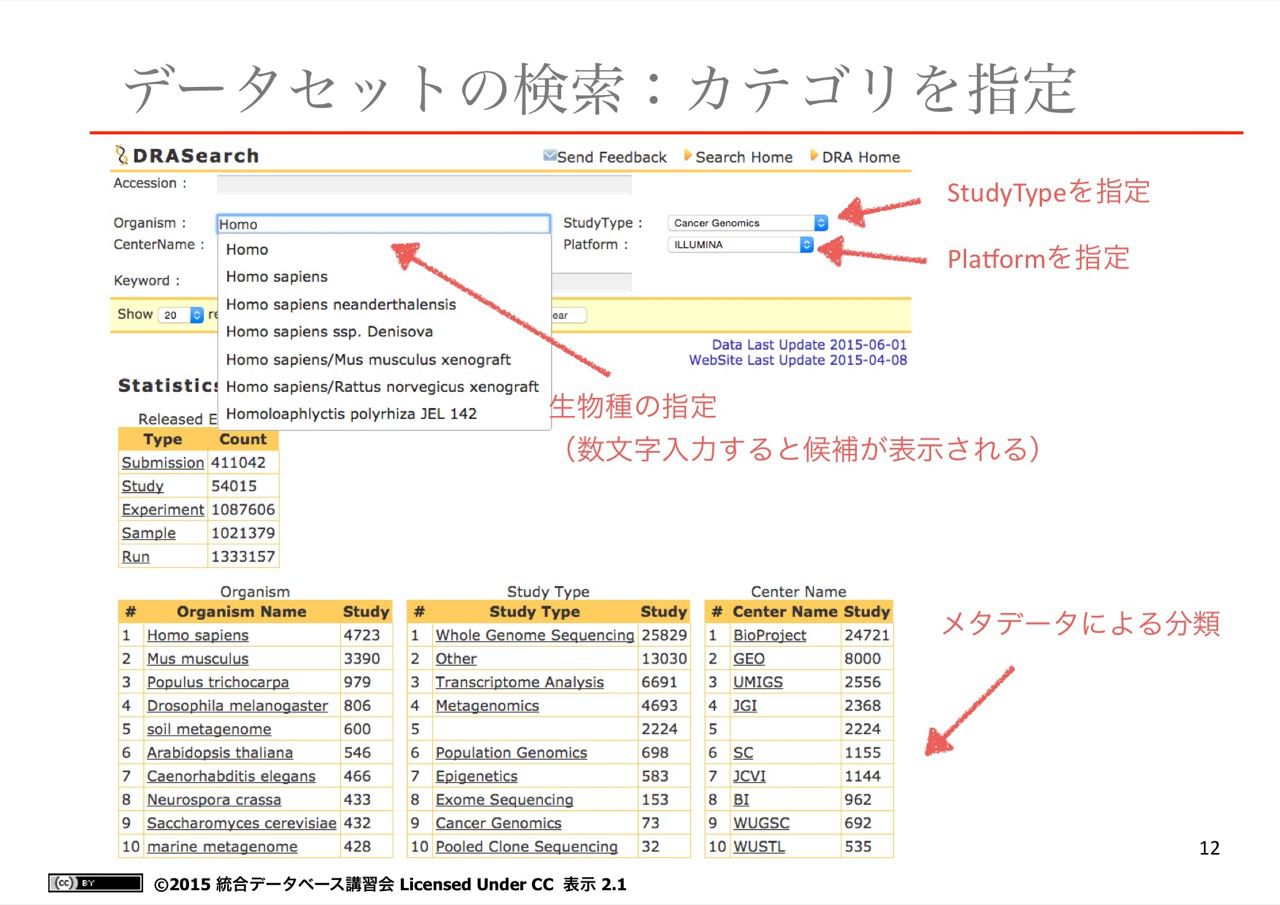 データセットの検索：カテゴリを指定
DRASearch
Send Feedback Search Home DRA Home
Accession :
StudyTypeを指定
Organism : Homo StudyType : Cancer Genomics
CenterName : Platform : ILLUMINA
Platformを指定
Homo
Homo sapiens
Keyword :
Homo sapiens neanderthalensis
Show 20 re ear
Homo sapiens ssp. Denisova
Data Last Update 2015-06-01
WebSite Last Update 2015-04-08
Homo sapiens/Mus musculus xenograft
Statistics
Homo sapiens/Rattus norvegicus xenograft
Homoloaphlyctis polyrhiza JEL 142
生物種の指定
（数文字入力すると候補が表示される）
Released E
Type Count
Submission 411042
Study 54015
Experiment 1087606
Sample 1021379
Run 1333157
Organism
# Organism Name Study
1 Homo sapiens 4723
2 Mus musculus 3390
3 Populus trichocarpa 979
4 Drosophila melanogaster 806
5 soil metagenome 600
6 Arabidopsis thaliana 546
7 Caenorhabditis elegans 466
8 Neurospora crassa 433
9 Saccharomyces cerevisiae 432
10 marine metagenome 428
Study Type
# Study Type Study
1 Whole Genome Sequencing 25829
2 Other 13030
3 Transcriptome Analysis 6691
4 Metagenomics 4693
5 2224
6 Population Genomics 698
7 Epigenetics 583
8 Exome Sequencing 153
9 Cancer Genomics 73
10 Pooled Clone Sequencing 32
Center Name
# Center Name Study
1 BioProject 24721
2 GEO 8000
3 UMIGS 2556
4 JGI 2368
5 2224
6 SC 1155
7 JCVI 1144
8 BI 962
9 WUGSC 692
10 WUSTL 535
メタデータによる分類
12
cc BY
©2015 統合データベース講習会 Licensed Under CC 表示 2.1